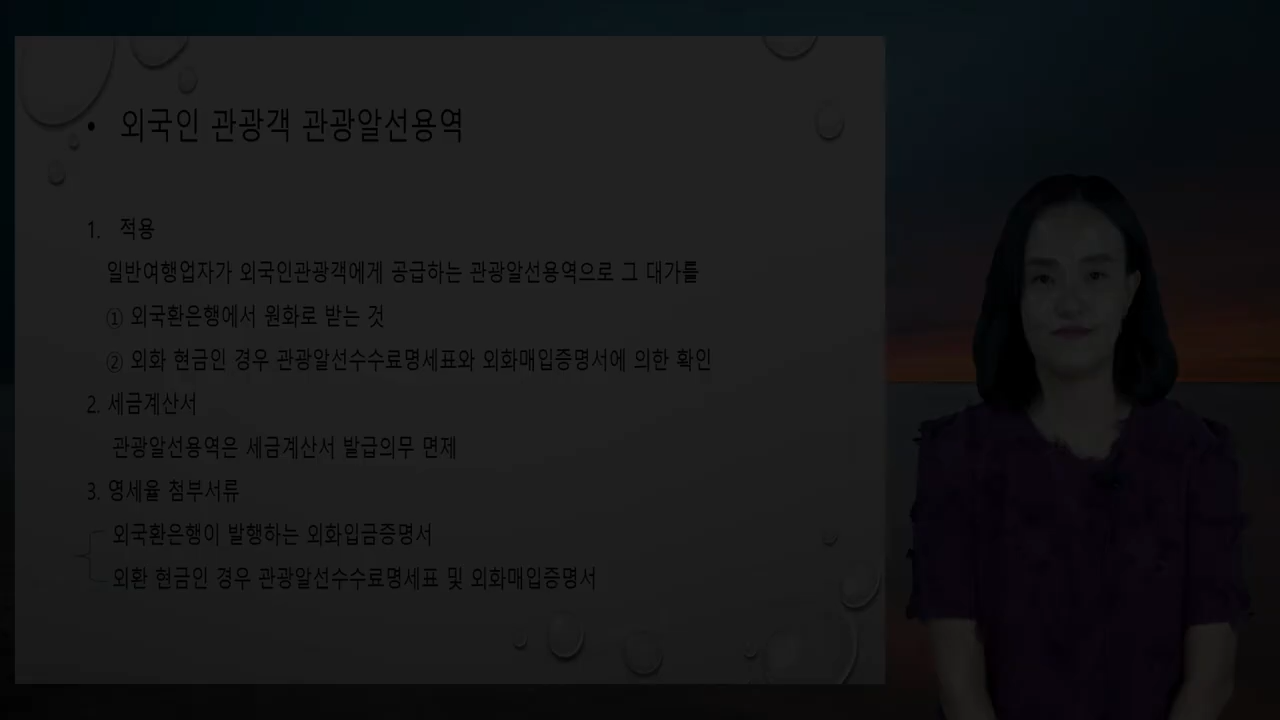 • 외국인 관광객 관광알선용역
1. 적용
일반여행업자가 외국인관광객에게 공급하는 관광알선용역으로 그 대가를
① 외국환은행에서 원화로 받는 것
② 외화 현금인 경우 관광알선수수료명세표와 외화매입증명서에 의한 확인
2. 세금계산서
관광알선용역은 세금계산서 발급의무 면제
3. 영세율 첨부서류
외국환은행이 발행하는 외화입금증명서
외환 현금인 경우 관광알선수수료명세표 및 외화매입증명서